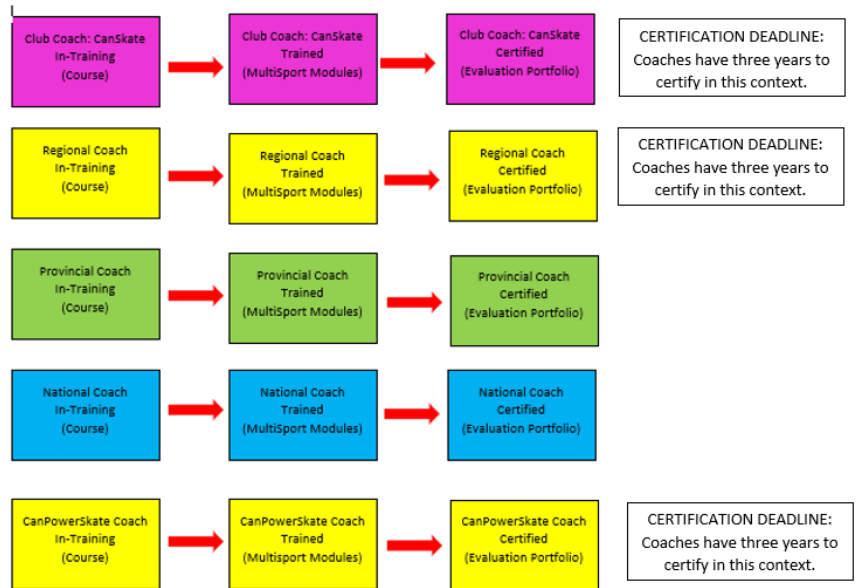 Club Coach: CanSkate
In-Training
(Course)
Club Coach: CanSkate
Trained
(MultiSport Modules)
Club Coach: CanSkate
Certified
(Evaluation Portfolio)
CERTIFICATION DEADLINE:
Coaches have three years to
certify in this context.
Regional Coach
In-Training
(Course)
Regional Coach
Trained
(MultiSport Modules)
Regional Coach
Certified
(Evaluation Portfolio)
CERTIFICATION DEADLINE:
Coaches have three years to
certify in this context.
Provincial Coach
In-Training
(Course)
Provincial Coach
Trained
(MultiSport Modules)
Provincial Coach
Certified
(Evaluation Portfolio)
National Coach
In-Training
(Course)
National Coach
Trained
(MultiSport Modules)
National Coach
Certified
(Evaluation Portfolio)
CanPowerSkate Coach
In-Training
(Course)
CanPowerSkate Coach
Trained
(Multisport Modules)
CanPowerSkate Coach
Certified
(Evaluation Portfolio)
CERTIFICATION DEADLINE:
Coaches have three years to
certify in this context.